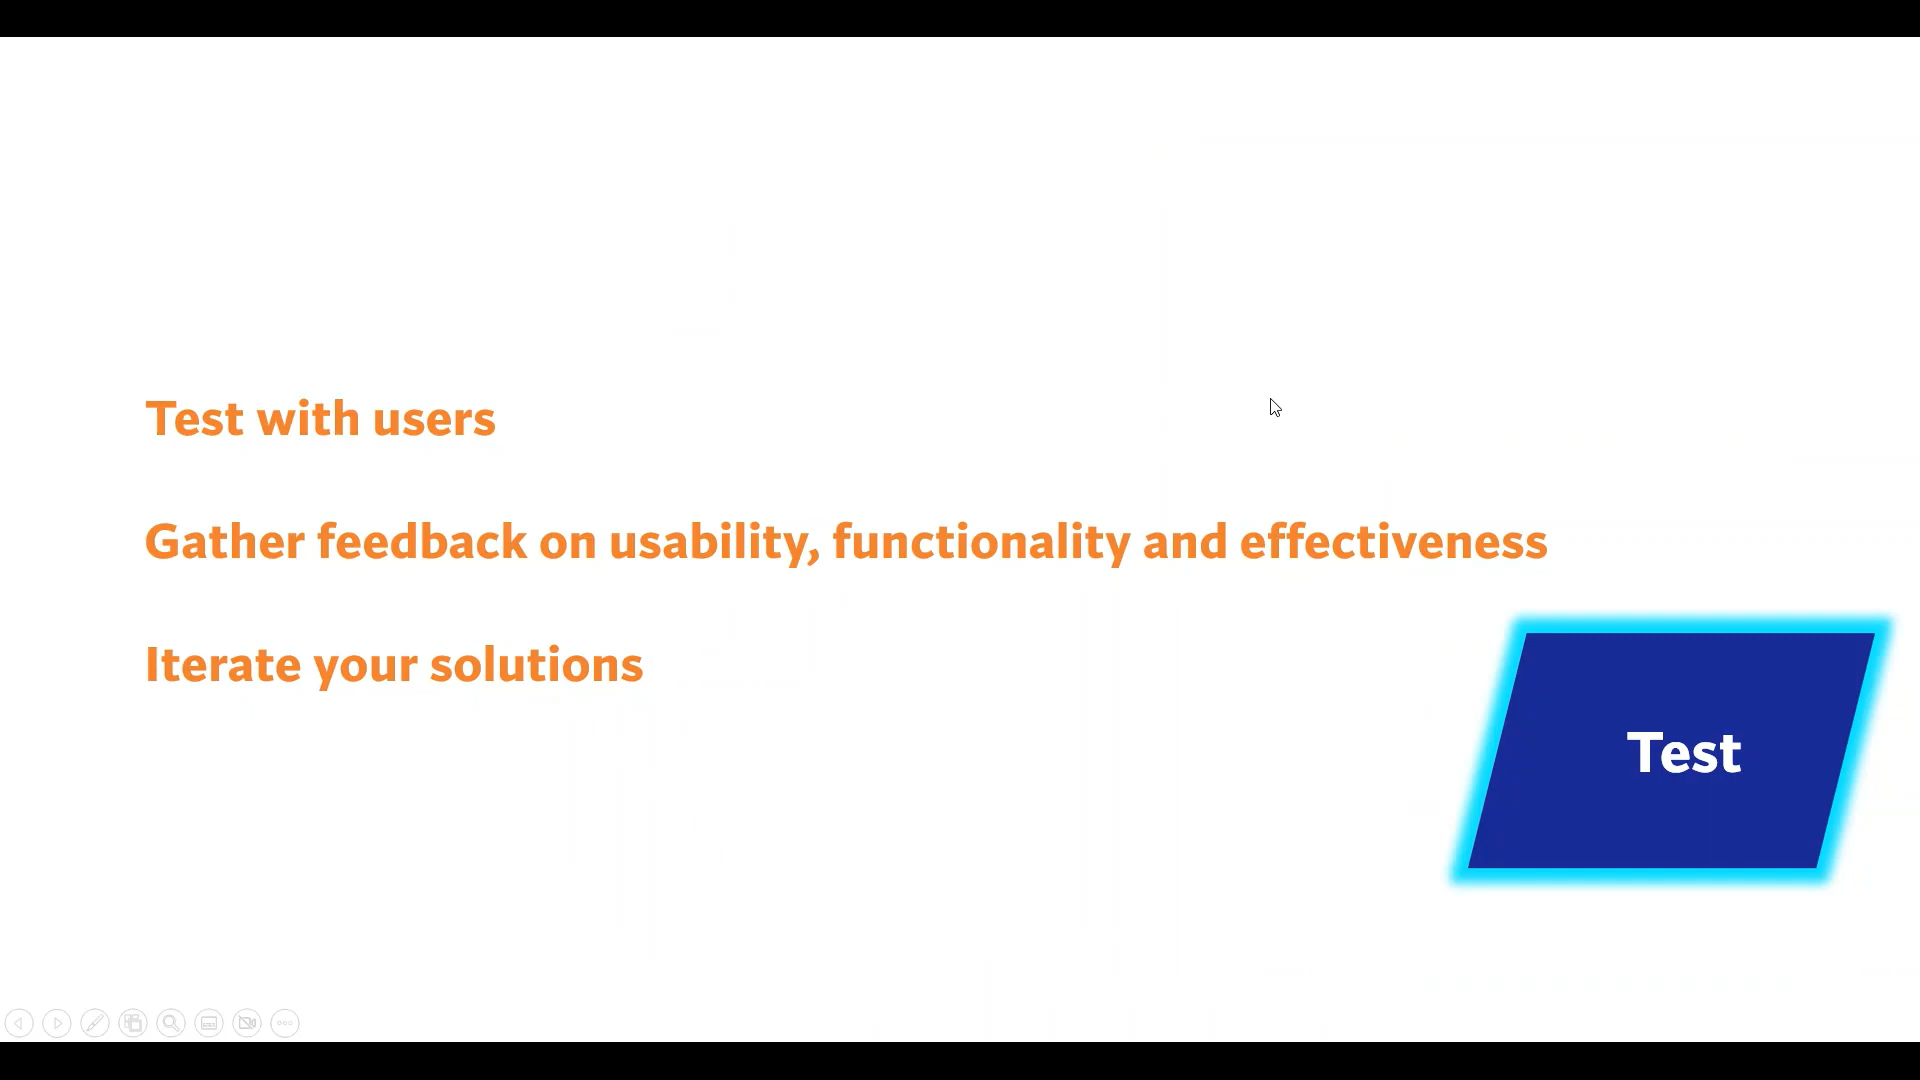 Test with users
Gather feedback on usability, functionality and effectiveness
Iterate your solutions
Test